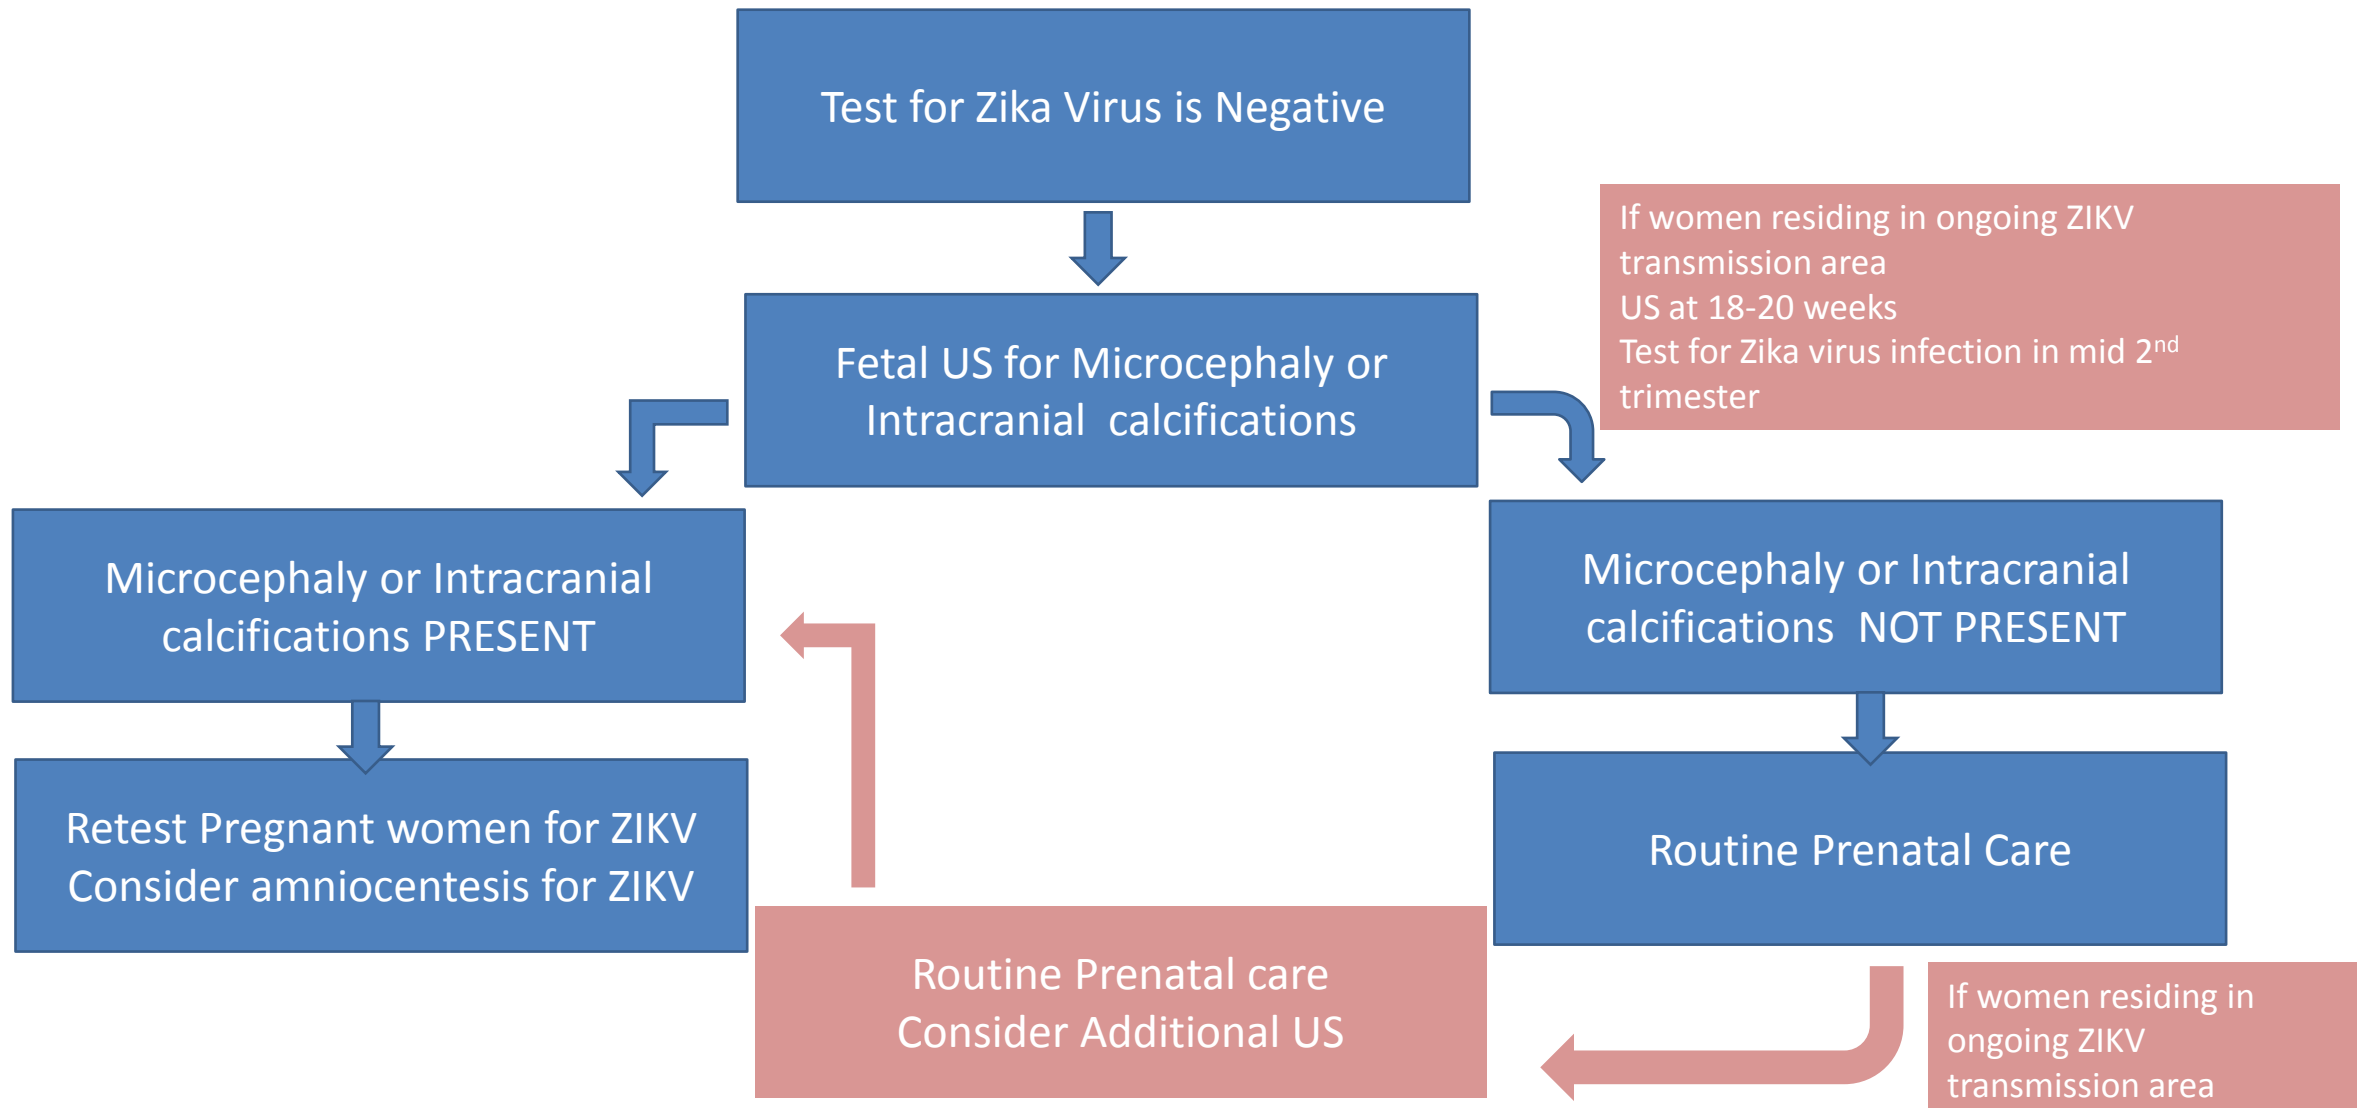 Test for Zika Virus is Negative
If women residing in ongoing ZIKV
transmission area
US at 18-20 weeks
Test for Zika virus infection in mid 2nd
trimester
Fetal US for Microcephaly or
Intracranial calcifications
Microcephaly or Intracranial
calcifications PRESENT
Microcephaly or Intracranial
calcifications NOT PRESENT
Retest Pregnant women for ZIKV
Consider amniocentesis for ZIKV
Routine Prenatal Care
Routine Prenatal care
Consider Additional US
If women residing in
ongoing ZIKV
transmission area